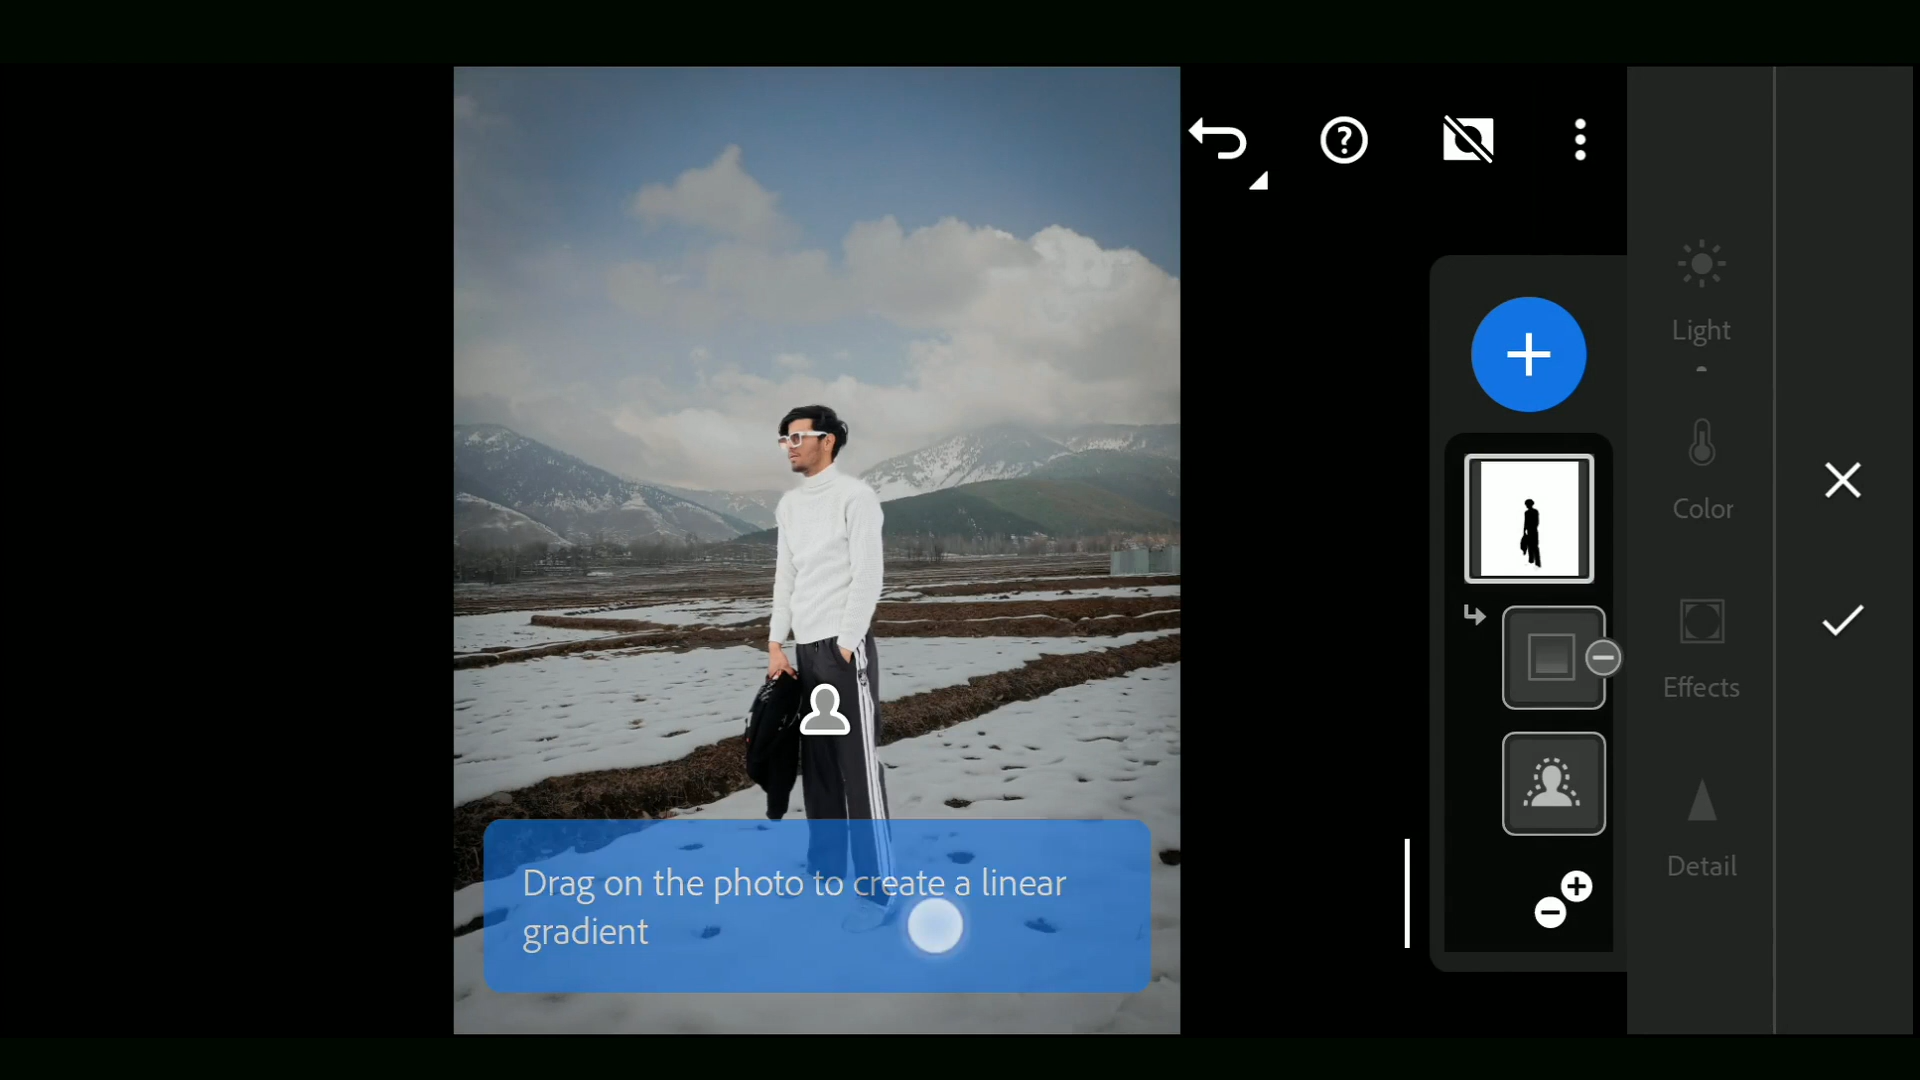 Light
Color
Effects
Detail
Drag on the photo to create a linear
gradient